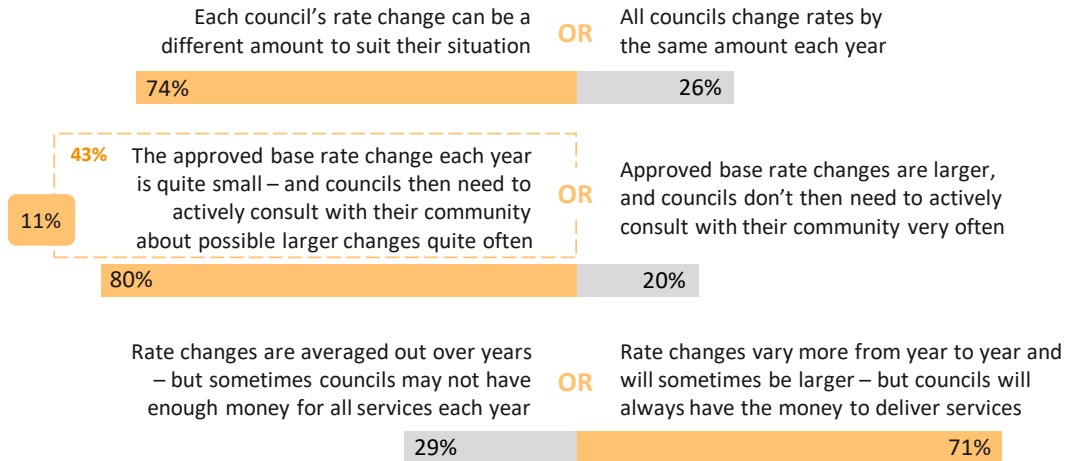 Each council’s rate change can be a
different amount to suit their situation
OR
All councils change rates by
the same amount each year
74%
26%
43%
The approved base rate change each year
is quite small – and councils then need to
actively consult with their community
about possible larger changes quite often
11%
OR
Approved base rate changes are larger,
and councils don’t then need to actively
consult with their community very often
80%
20%
Rate changes are averaged out over years
– but sometimes councils may not have
enough money for all services each year
OR
Rate changes vary more from year to year and
will sometimes be larger – but councils will
always have the money to deliver services
29%
71%